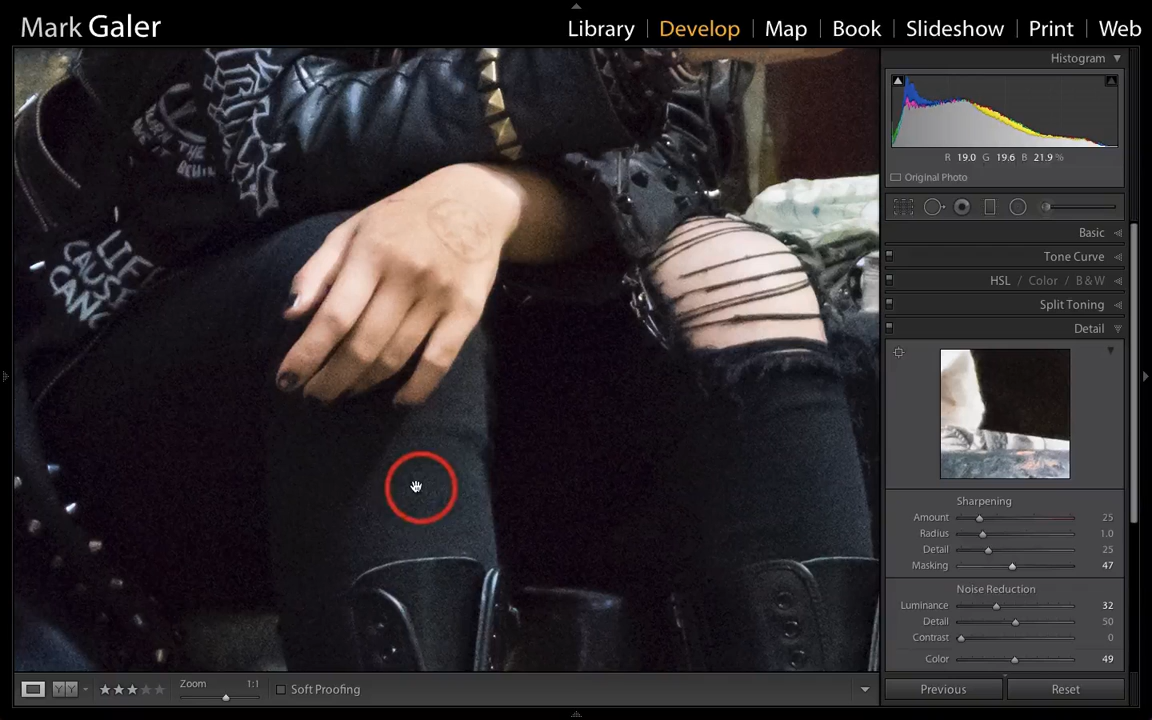 Mark Galer
Library Develop Map Book Slideshow Print Web
Histogram
R 19.0 G 19.6 B 21.9 %
Original Photo
Basic
Tone Curve
HSL / Color / B & W
Split Toning
Detail
Sharpening
Amount 25
Radius 1.0
Detail 25
Masking 47
Noise Reduction
Luminance 32
Detail 50
Contrast 0
Color 49
Zoom 1:1
Soft Proofing
Previous Reset
THE